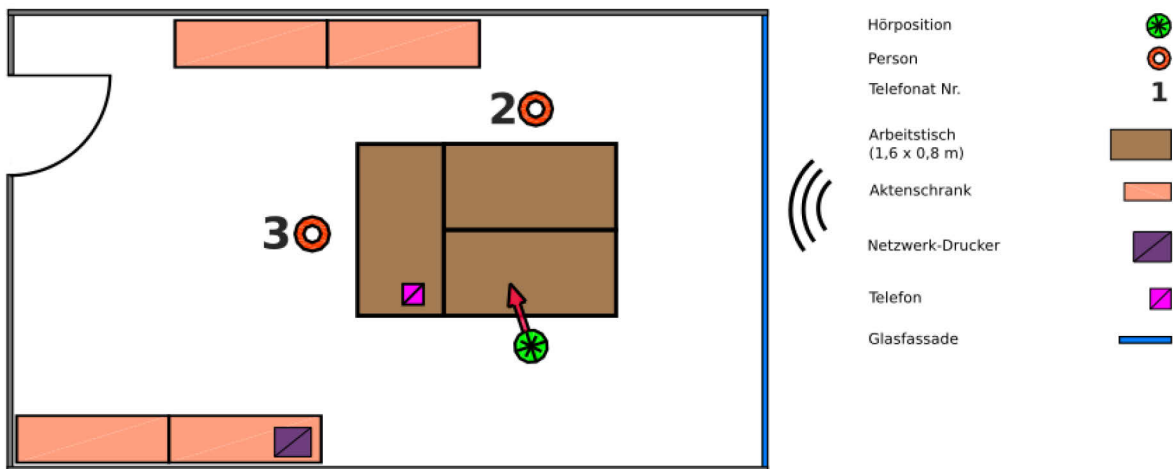 2
3
Hörposition
Person
Telefonat Nr.
1
Arbeitstisch
(1,6 x 0,8 m)
Aktenschrank
Netzwerk-Drucker
Telefon
Glasfassade